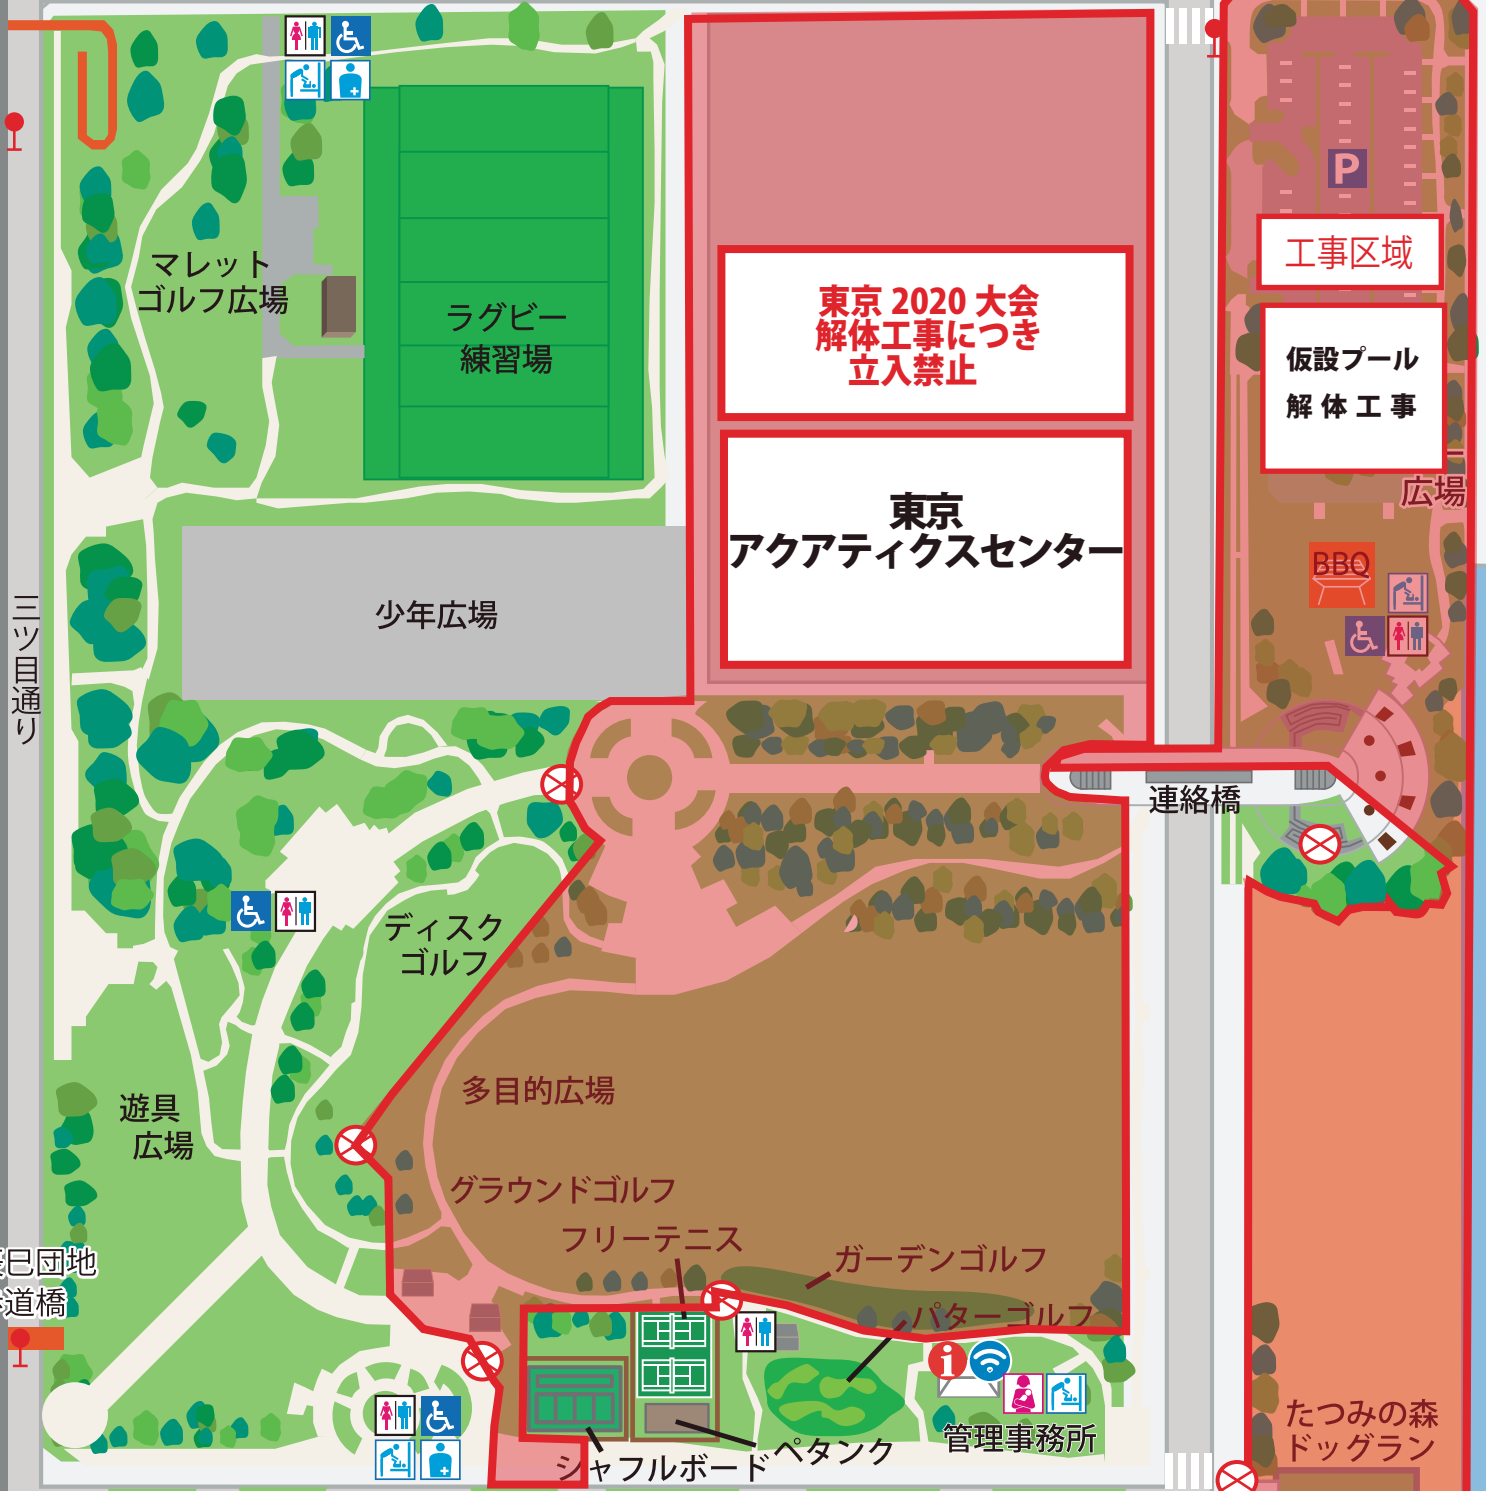 マレット
ゴルフ広場
ラグビー
練習場
東京 2020 大会
解体工事につき
立入禁止
東京
アクアティクスセンター
P
工事区域
仮設プール
解体工事
広場
BBQ
少年広場
三ツ目通り
連絡橋
ディスク
ゴルフ
遊具
広場
多目的広場
グラウンドゴルフ
フリーテニス
ガーデンゴルフ
パターゴルフ
巳団地
道橋
i
管理事務所
ペタンク
シャフルボード
たつみの森
ドッグラン